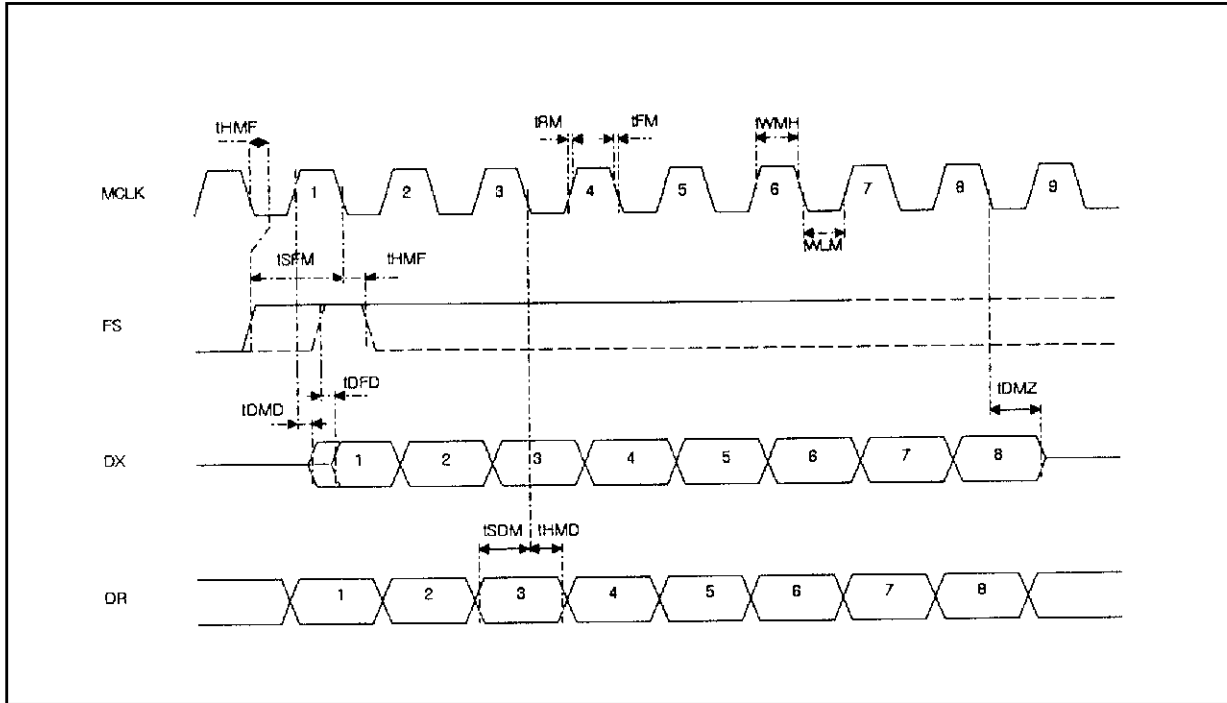 tHMF
tRM
tFM
tWMH
MCLK
1 2 3 4 5 6 7 8 9
tWLM
tSFM
tHMF
FS
tDFD
tDMD
tDMZ
DX
1 2 3 4 5 6 7 8
tSDM
tHMD
DR
1 2 3 4 5 6 7 8